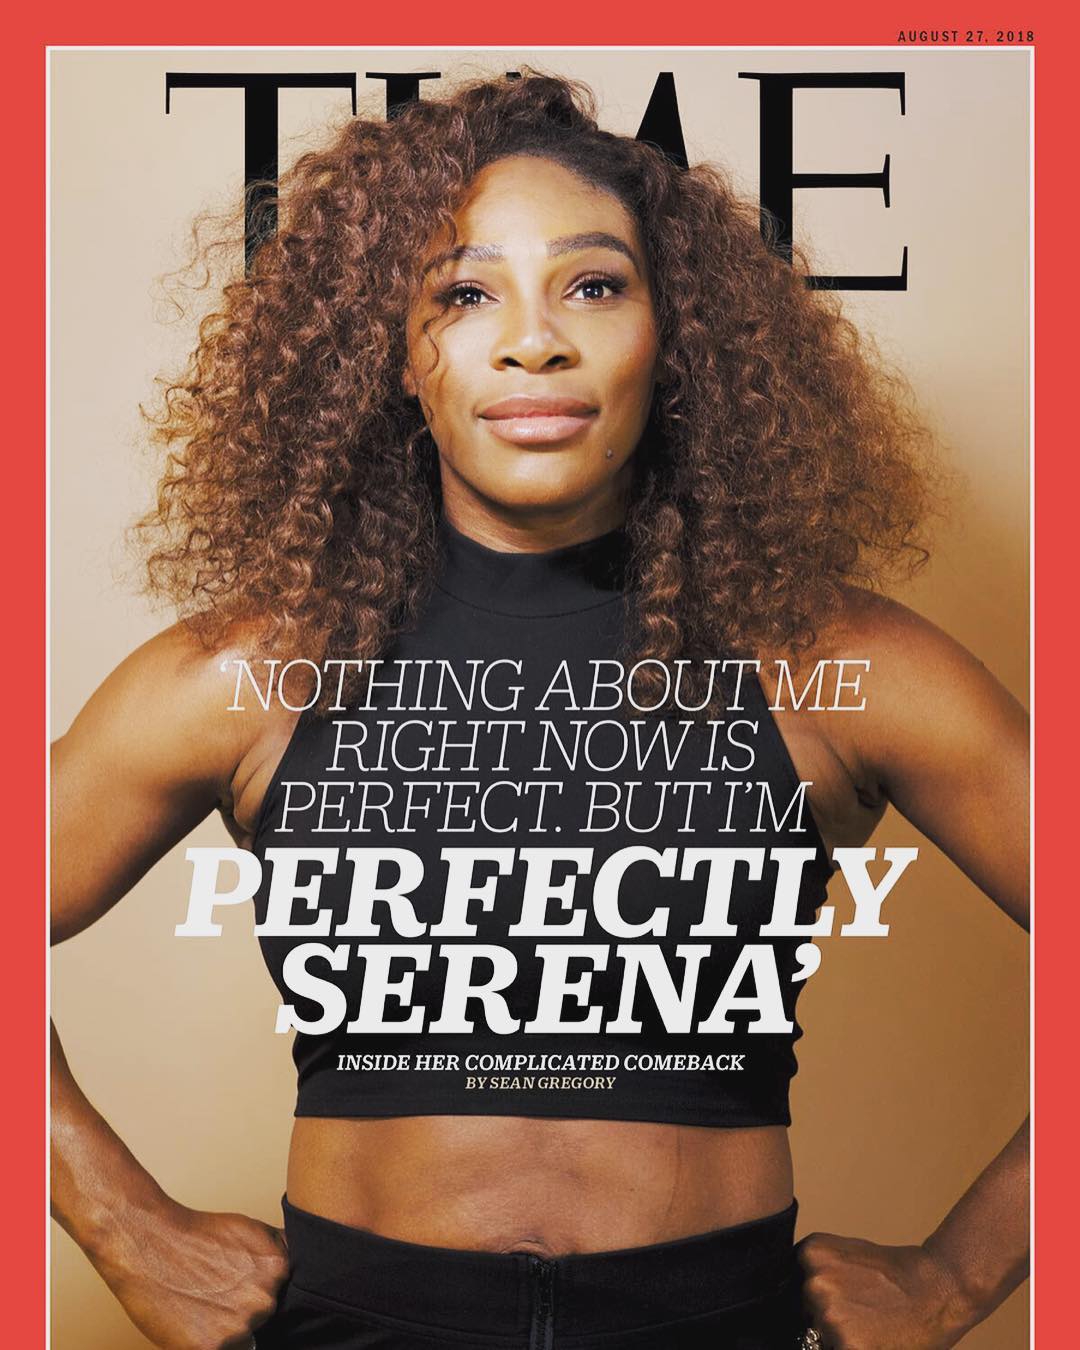 AUGUST 27, 2018
TIME
‘NOTHING ABOUT ME
RIGHT NOW IS
PERFECT. BUT I’M
PERFECTLY
SERENA’
INSIDE HER COMPLICATED COMEBACK
BY SEAN GREGORY